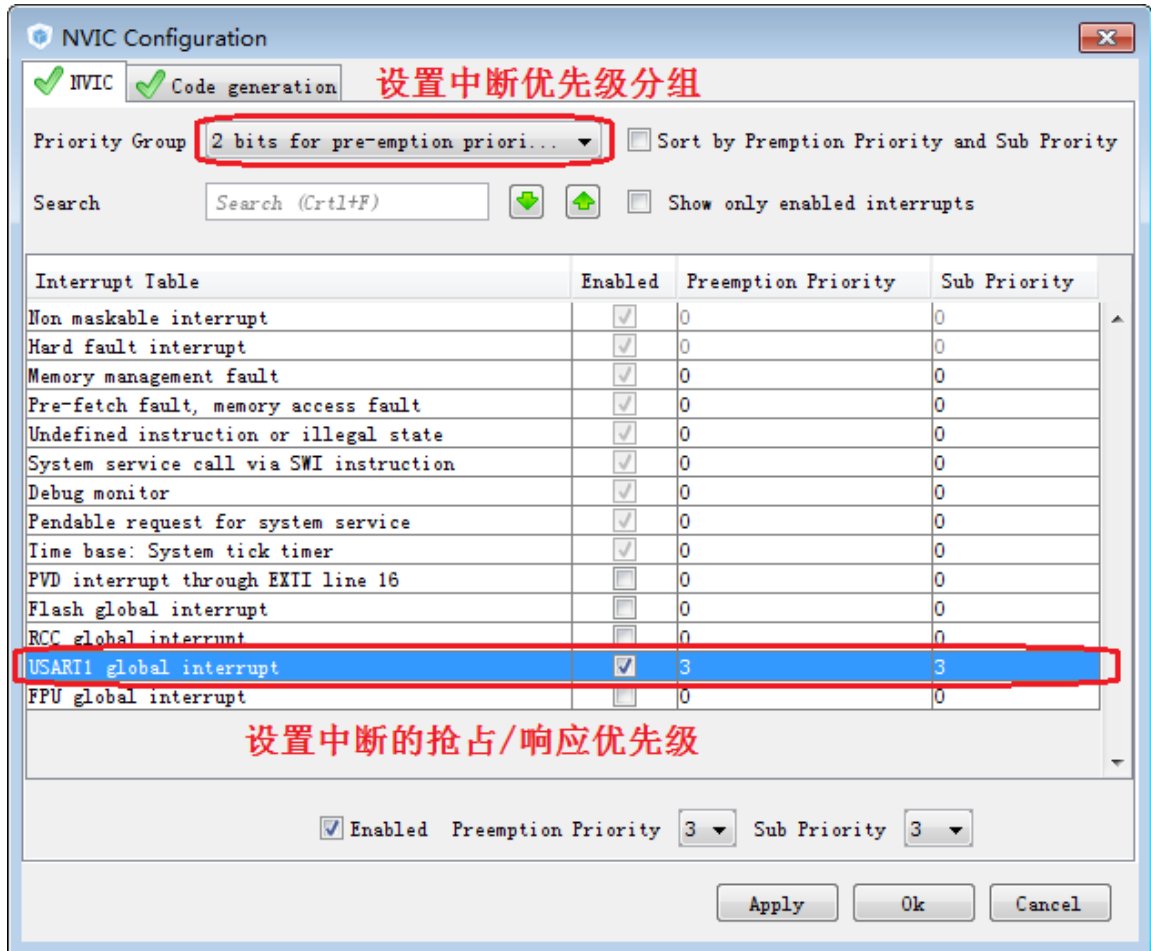 NVIC Configuration
NVIC Code generation 设置中断优先级分组
Priority Group 2 bits for pre-emption priori... Sort by Premption Priority and Sub Prority
Search Search (Crtl+F) Show only enabled interrupts
Interrupt Table Enabled Preemption Priority Sub Priority
Non maskable interrupt 0 0
Hard fault interrupt 0 0
Memory management fault 0 0
Pre-fetch fault, memory access fault 0 0
Undefined instruction or illegal state 0 0
System service call via SWI instruction 0 0
Debug monitor 0 0
Pendable request for system service 0 0
Time base: System tick timer 0 0
PVD interrupt through EXTI line 16 0 0
Flash global interrupt 0 0
RCC global interrupt 0 0
USART1 global interrupt 3 3
FPU global interrupt 0 0
设置中断的抢占/响应优先级
Enabled Preemption Priority 3 Sub Priority 3
Apply Ok Cancel